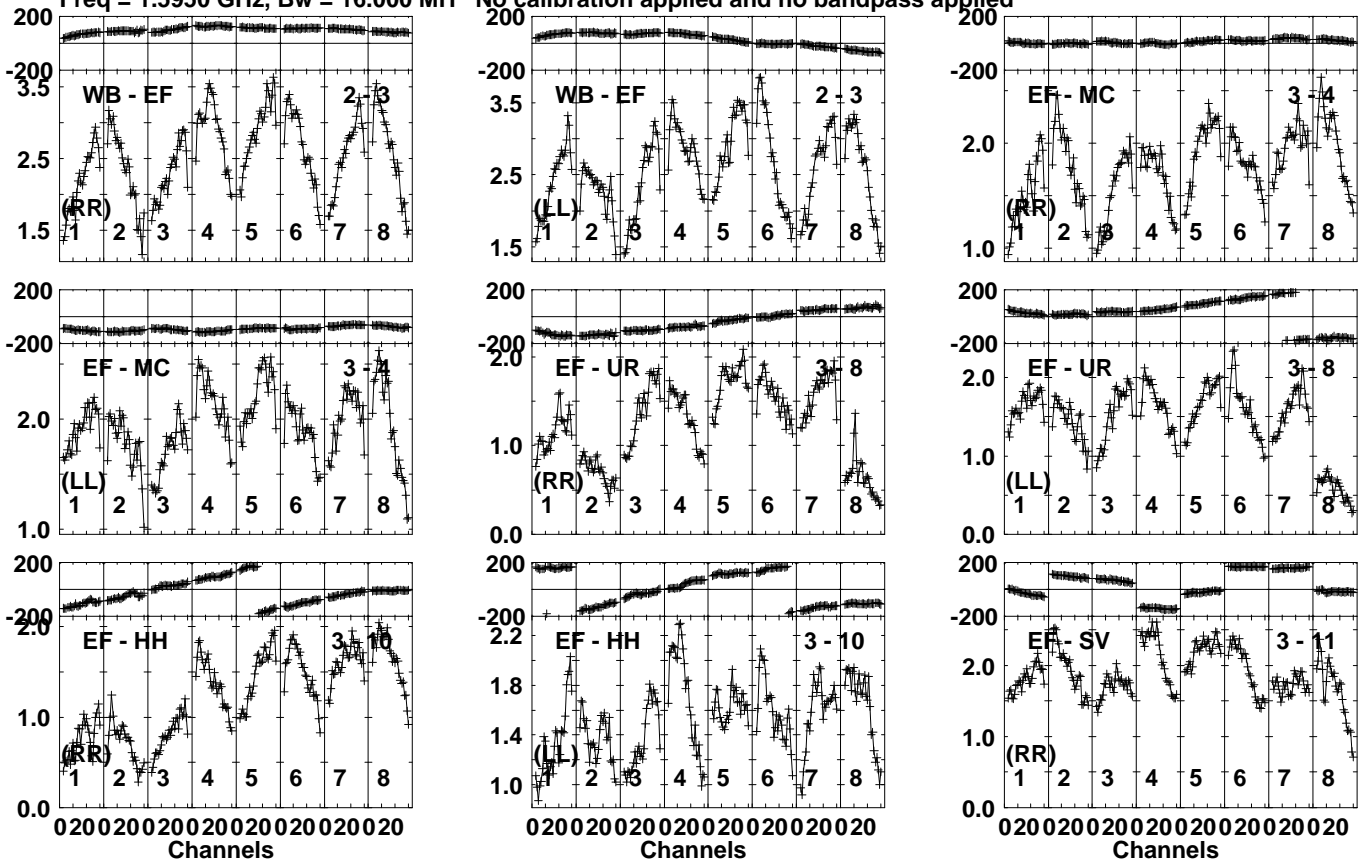 Freq = 1.5950 GHz, Bw = 16.000 MH No calibration applied and no bandpass applied
200 200 200
-200 -200 -200
3.5 WB - EF 2 - 3 3.5 WB - EF 2 - 3 EF - MC 3 - 4
2.5 2.5 2.0
(RR) (LL) (RR)
1.5 1 2 3 4 5 6 7 8 1.5 1 2 3 4 5 6 7 8 1.0 1 2 3 4 5 6 7 8
200 200 200
-200 -200 -200
EF - MC 3 - 4 2.0 EF - UR 3 - 8 EF - UR 3 - 8
2.0 1.0 2.0
(LL) (RR) 1.0 (LL)
1 2 3 4 5 6 7 8 1 2 3 4 5 6 7 8 1 2 3 4 5 6 7 8
1.0 0.0 0.0
200 200 200
-200 -200 -200
2.0 EF - HH 3 - 10 2.2 EF - HH 3 - 10 EF - SV 3 - 11
1.8 2.0
1.0 1.4 1.0
(RR) (LL) (RR)
1 2 3 4 5 6 7 8 1.0 1 2 3 4 5 6 7 8 1 2 3 4 5 6 7 8
0.0 0.0
0 20 0 20 0 20 0 20 0 20 0 20 0 20 0 20 0 20 0 20 0 20 0 20 0 20 0 20 0 20 0 20 0 20 0 20 0 20 0 20 0 20 0 20 0 20 0 20
Channels Channels Channels